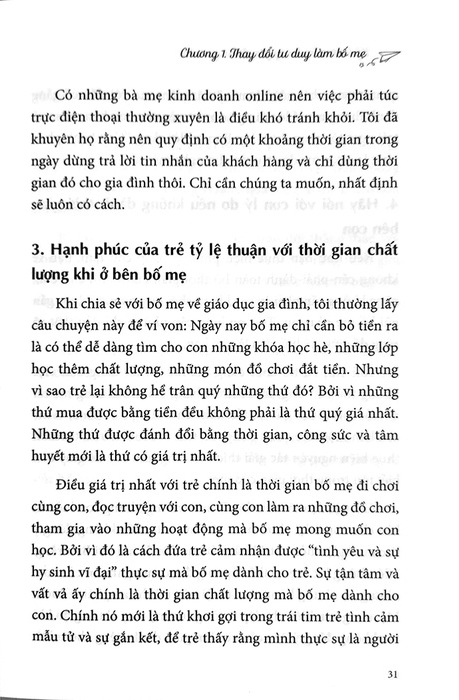 Chương 1. Thay đổi tư duy làm bố mẹ
Có những bà mẹ kinh doanh online nên việc phải túc
trực điện thoại thường xuyên là điều khó tránh khỏi. Tôi đã
khuyên họ rằng nên quy định có một khoảng thời gian trong
ngày dừng trả lời tin nhắn của khách hàng và chỉ dùng thời
gian đó cho gia đình thôi. Chỉ cần chúng ta muốn, nhất định
sẽ luôn có cách.
3. Hạnh phúc của trẻ tỷ lệ thuận với thời gian chất
lượng khi ở bên bố mẹ
Khi chia sẻ với bố mẹ về giáo dục gia đình, tôi thường lấy
câu chuyện này để ví von: Ngày nay bố mẹ chỉ cần bỏ tiền ra
là có thể dễ dàng tìm cho con những khóa học hè, những lớp
học thêm chất lượng, những món đồ chơi đắt tiền. Nhưng
vì sao trẻ lại không hề trân quý những thứ đó? Bởi vì những
thứ mua được bằng tiền đều không phải là thứ quý giá nhất.
Những thứ được đánh đổi bằng thời gian, công sức và tâm
huyết mới là thứ có giá trị nhất.
Điều giá trị nhất với trẻ chính là thời gian bố mẹ đi chơi
cùng con, đọc truyện với con, cùng con làm ra những đồ chơi,
tham gia vào những hoạt động mà bố mẹ mong muốn con
học. Bởi vì đó là cách đứa trẻ cảm nhận được “tình yêu và sự
hy sinh vĩ đại” thực sự mà bố mẹ dành cho trẻ. Sự tận tâm và
vất vả ấy chính là thời gian chất lượng mà bố mẹ dành cho
con. Chính nó mới là thứ khơi gợi trong trái tim trẻ tình cảm
mẫu tử và sự gắn kết, để trẻ thấy rằng mình thực sự là người
31